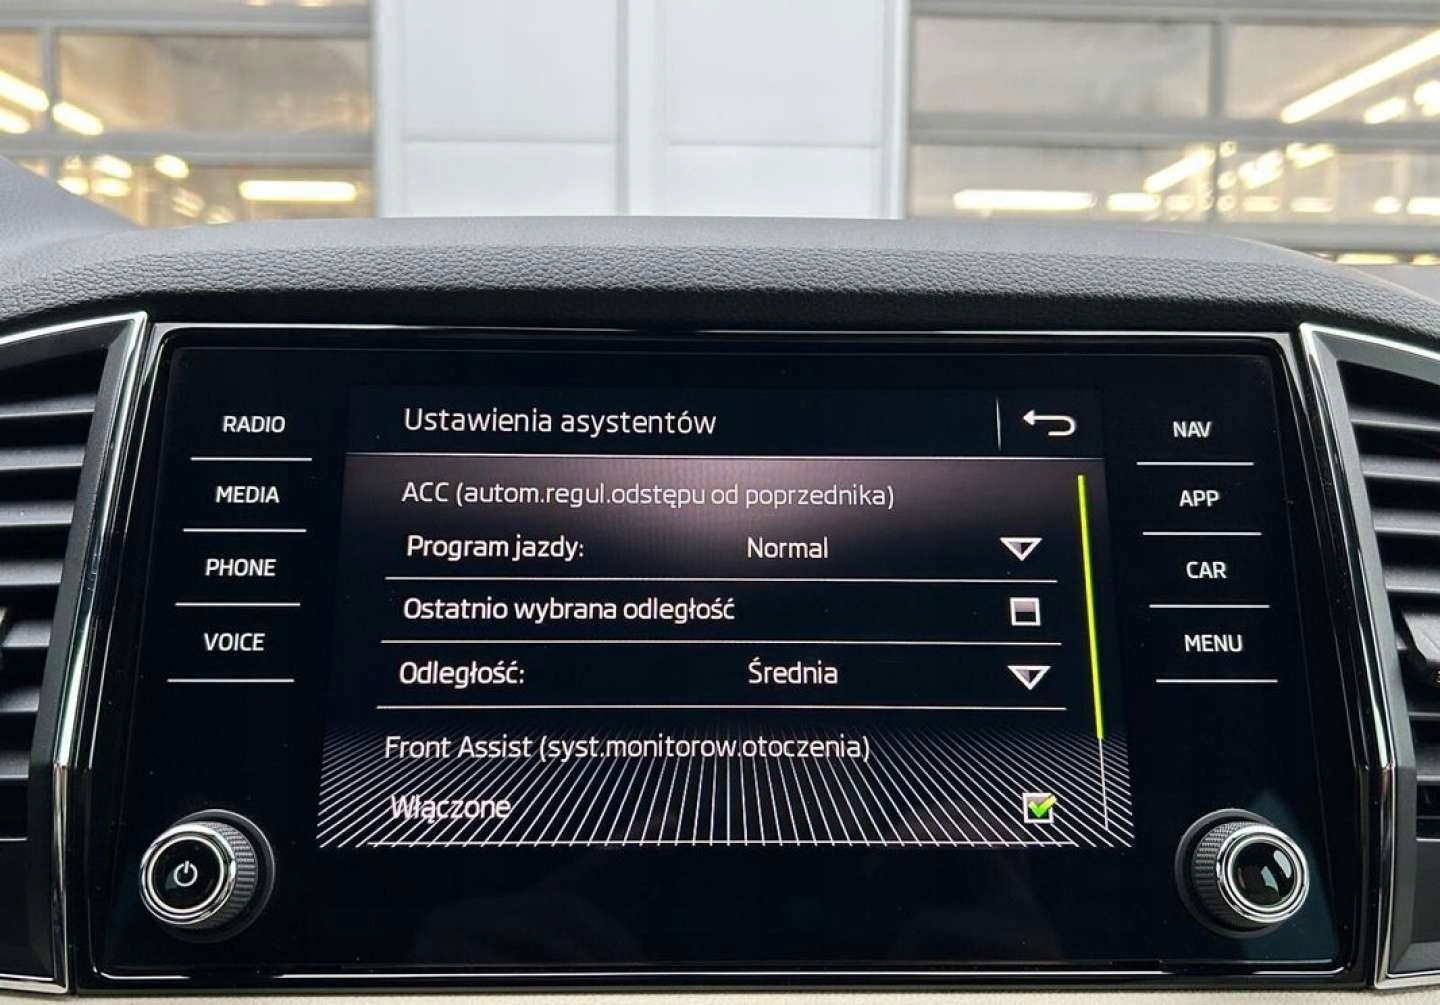 RADIO
MEDIA
PHONE
VOICE
Ustawienia asystentów
ACC (autom.regul.odstępu od poprzednika)
Program jazdy: Normal
Ostatnio wybrana odległość
Odległość: Średnia
Front Assist (syst.monitorow.otoczenia)
Włączone
NAV
APP
CAR
MENU